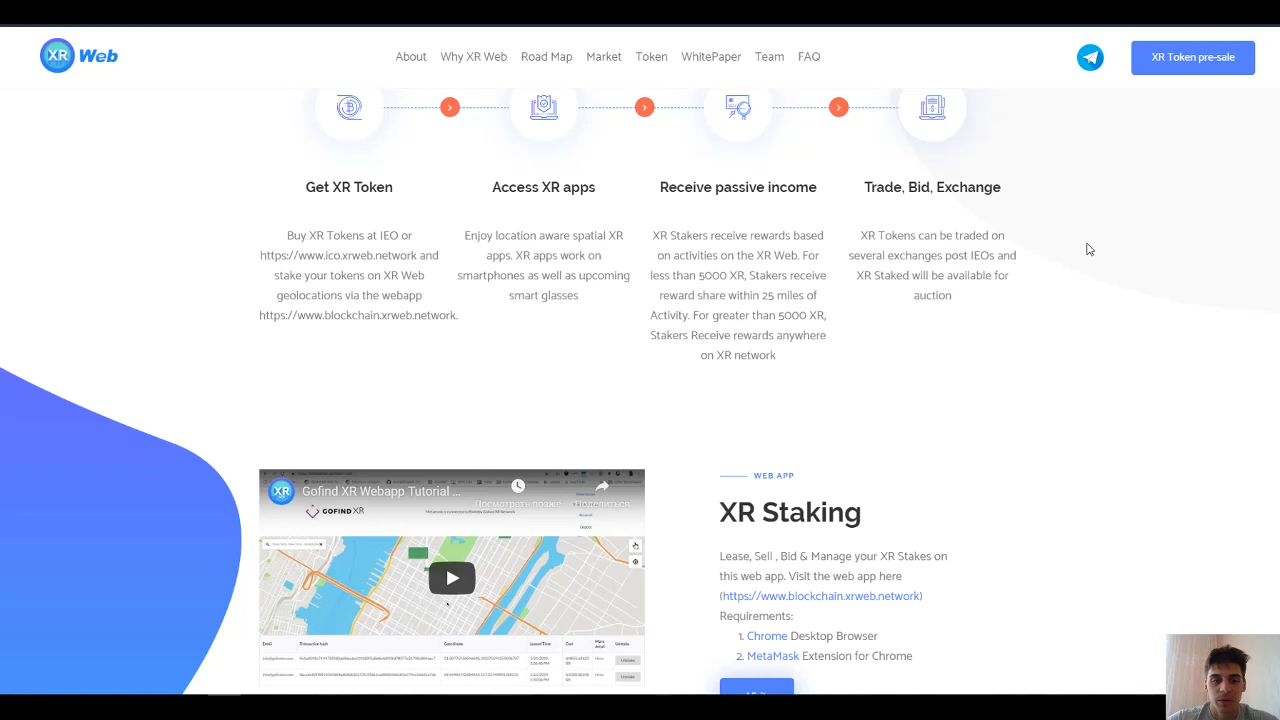 XR Web
About Why XR Web Road Map Market Token WhitePaper Team FAQ
XR Token pre-sale
Get XR Token
Buy XR Tokens at IEO or
https://www.ico.xrweb.network and
stake your tokens on XR Web
geolocations via the webapp
https://www.blockchain.xrweb.network.
Access XR apps
Enjoy location aware spatial XR
apps. XR apps work on
smartphones as well as upcoming
smart glasses
Receive passive income
XR Stakers receive rewards based
on activities on the XR Web. For
less than 5000 XR, Stakers receive
reward share within 25 miles of
Activity. For greater than 5000 XR,
Stakers Receive rewards anywhere
on XR network
Trade, Bid, Exchange
XR Tokens can be traded on
several exchanges post IEOs and
XR Staked will be available for
auction
XR
Gofind XR Webapp Tutorial ...
Посмотреть позже
Поделиться
GOFIND XR
WEB APP
XR Staking
Lease, Sell , Bid & Manage your XR Stakes on
this web app. Visit the web app here
(https://www.blockchain.xrweb.network)
Requirements:
1. Chrome Desktop Browser
2. MetaMask Extension for Chrome